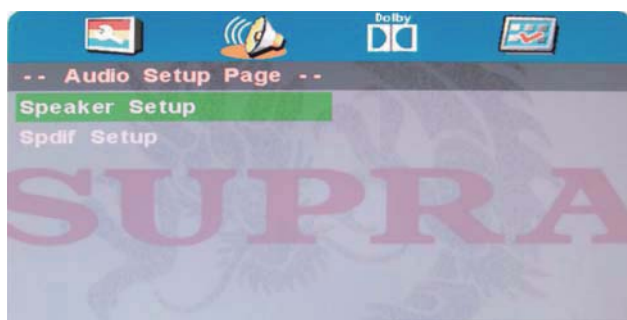 Dolby
-- Audio Setup Page --
Speaker Setup
Spdif Setup
SUPRA